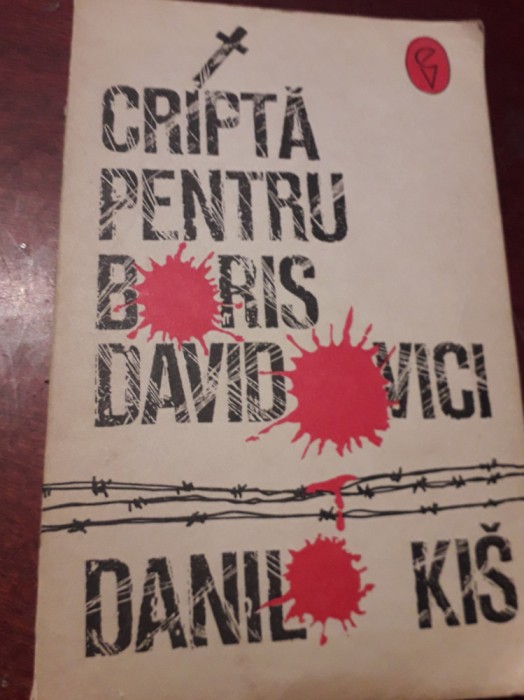 CRIPTĂ
PENTRU
BORIS
DAVIDOVICI
DANILO KIŠ